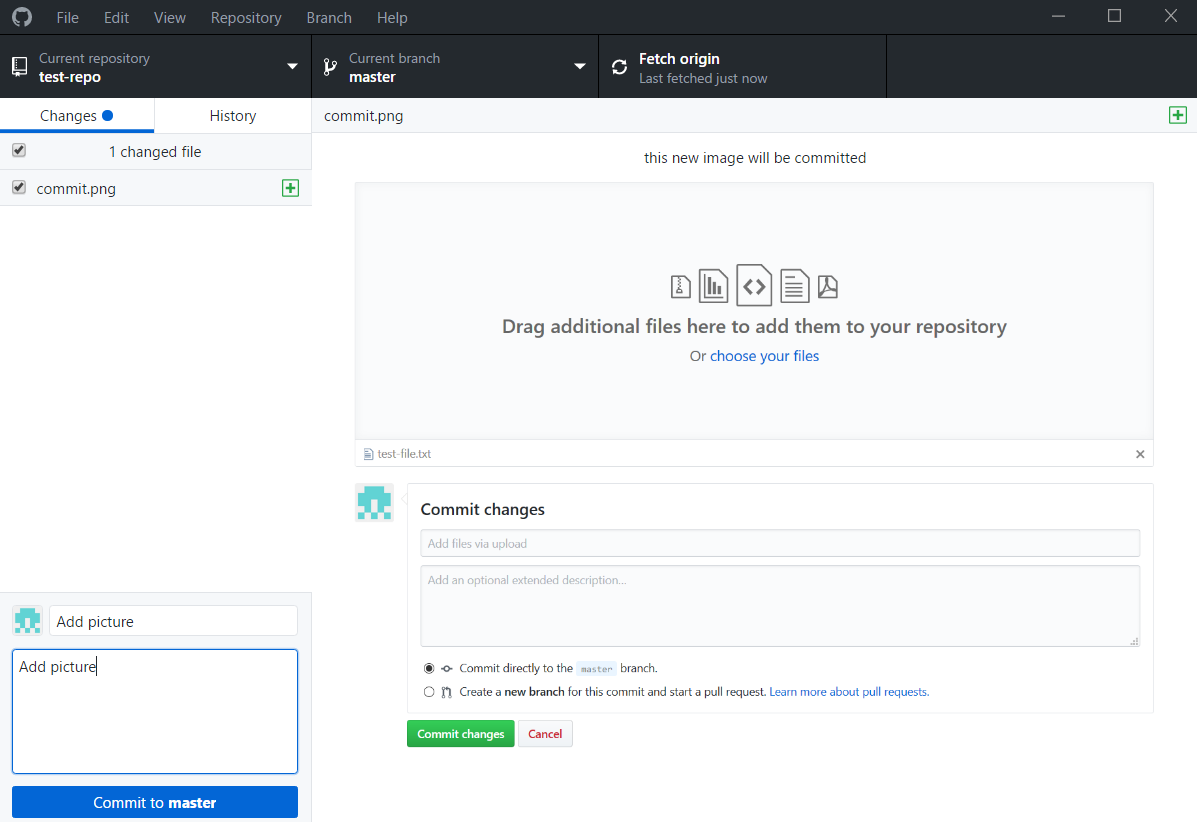 File Edit View Repository Branch Help
Current repository
test-repo
Current branch
master
Fetch origin
Last fetched just now
Changes History
1 changed file
commit.png
commit.png
this new image will be committed
Drag additional files here to add them to your repository
Or choose your files
test-file.txt
Commit changes
Add files via upload
Add an optional extended description...
Commit directly to the master branch.
Create a new branch for this commit and start a pull request. Learn more about pull requests.
Commit changes Cancel
Add picture
Add picture
Commit to master